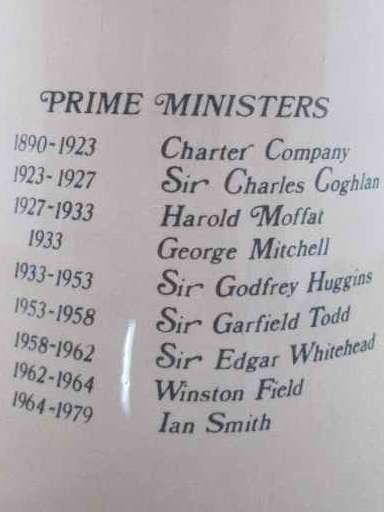 PRIME MINISTERS
1890-1923 Charter Company
1923-1927 Sir Charles Coghlan
1927-1933 Harold Moffat
1933 George Mitchell
1933-1953 Sir Godfrey Huggins
1953-1958 Sir Garfield Todd
1958-1962 Sir Edgar Whitehead
1962-1964 Winston Field
1964-1979 Ian Smith